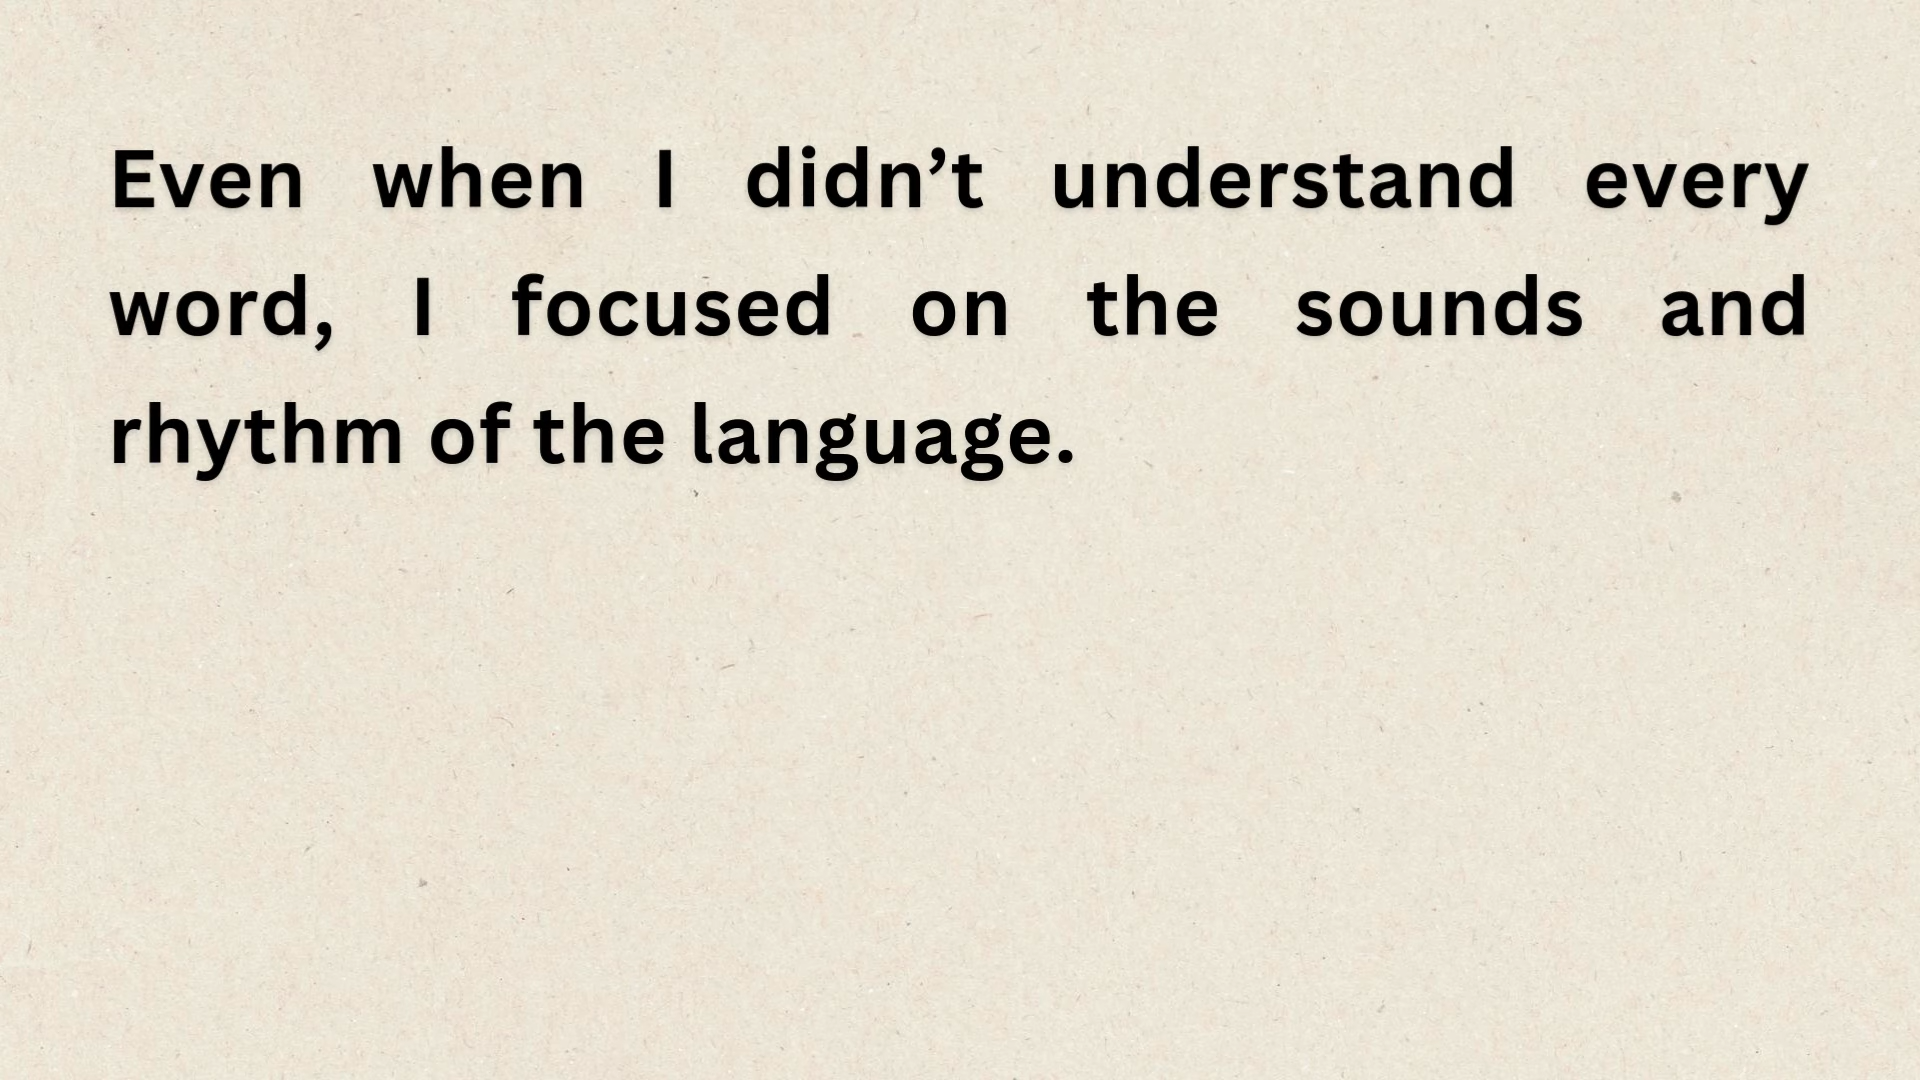 Even when I didn’t understand every
word, I focused on the sounds and
rhythm of the language.